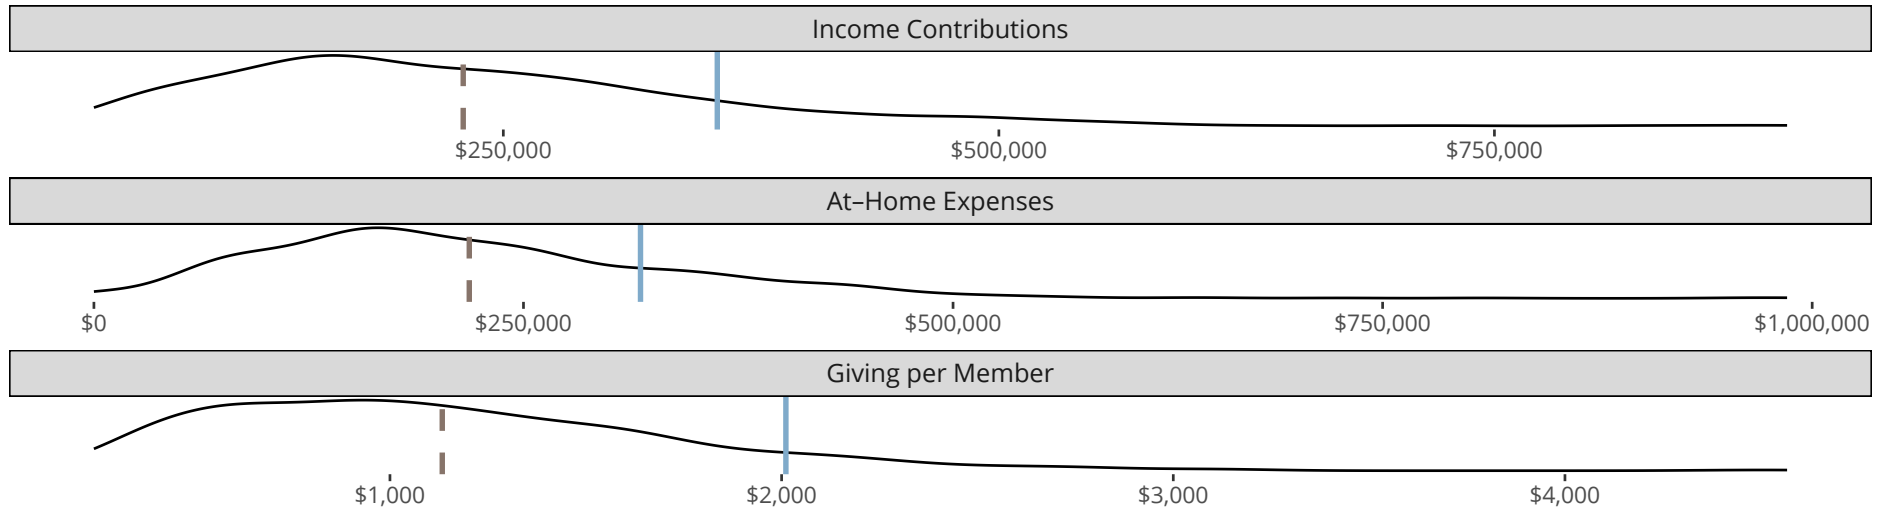 Income Contributions
$250,000 $500,000 $750,000
At–Home Expenses
$0 $250,000 $500,000 $750,000 $1,000,000
Giving per Member
$1,000 $2,000 $3,000 $4,000